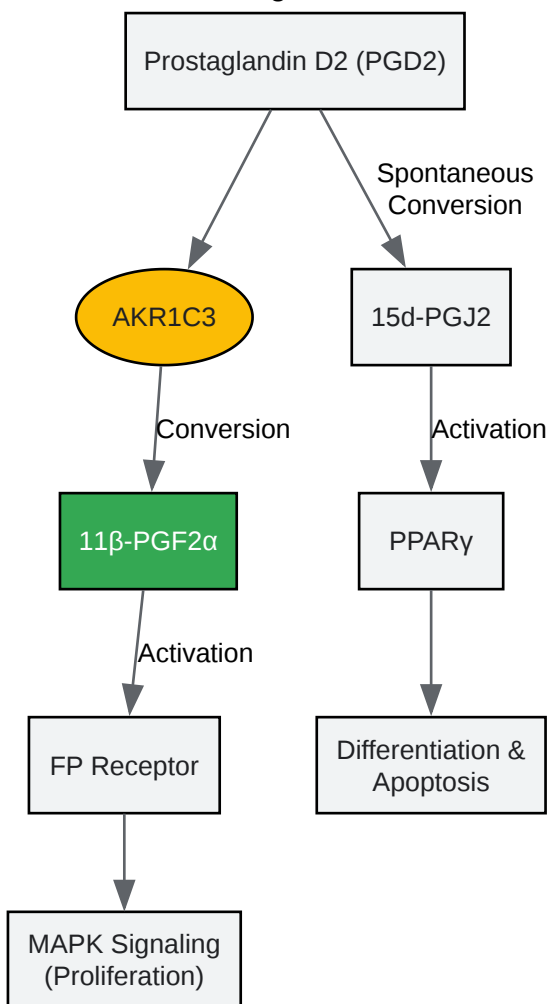 Prostaglandin D2 (PGD2)
Spontaneous
Conversion
AKR1C3
15d-PGJ2
Conversion
Activation
11β-PGF2α
PPARγ
Activation
FP Receptor
Differentiation &
Apoptosis
MAPK Signaling
(Proliferation)